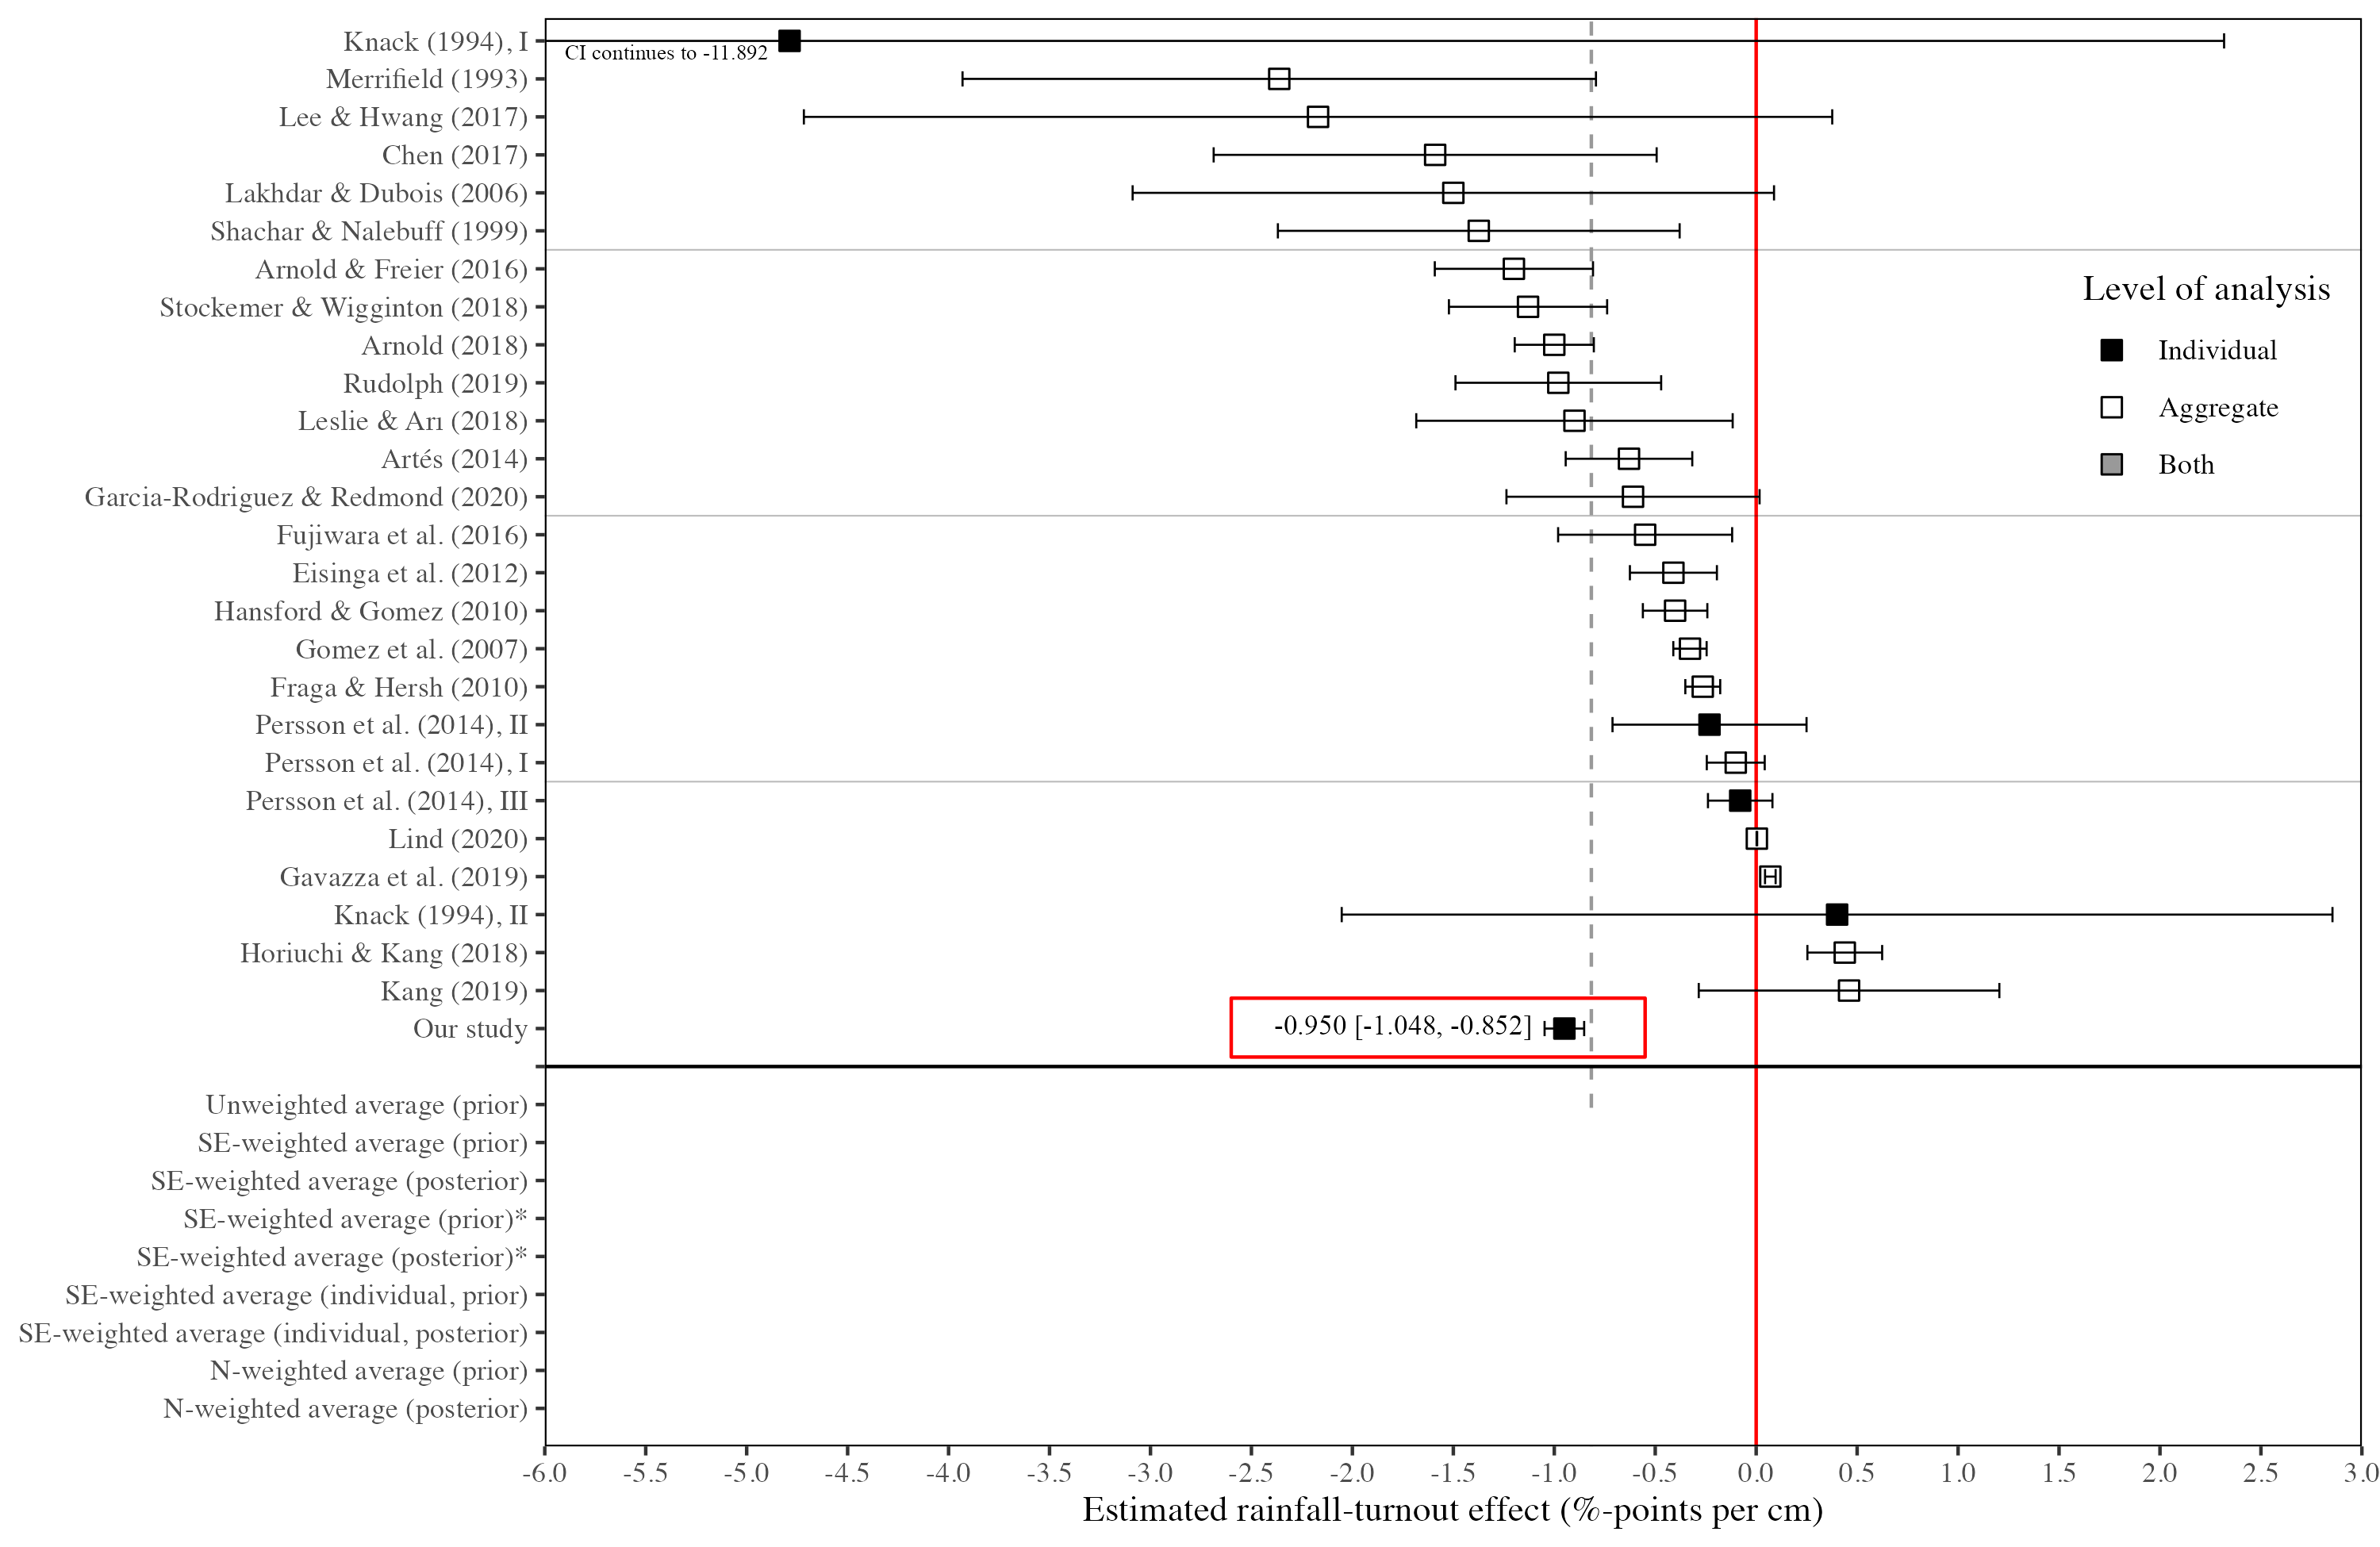 Knack (1994), I
CI continues to -11.892
Merrifield (1993)
Lee & Hwang (2017)
Chen (2017)
Lakhdar & Dubois (2006)
Shachar & Nalebuff (1999)
Arnold & Freier (2016)
Stockemer & Wigginton (2018)
Arnold (2018)
Rudolph (2019)
Leslie & Arı (2018)
Artés (2014)
Garcia-Rodriguez & Redmond (2020)
Fujiwara et al. (2016)
Eisinga et al. (2012)
Hansford & Gomez (2010)
Gomez et al. (2007)
Fraga & Hersh (2010)
Persson et al. (2014), II
Persson et al. (2014), I
Persson et al. (2014), III
Lind (2020)
Gavazza et al. (2019)
Knack (1994), II
Horiuchi & Kang (2018)
Kang (2019)
Our study
-0.950 [-1.048, -0.852]
Unweighted average (prior)
SE-weighted average (prior)
SE-weighted average (posterior)
SE-weighted average (prior)*
SE-weighted average (posterior)*
SE-weighted average (individual, prior)
SE-weighted average (individual, posterior)
N-weighted average (prior)
N-weighted average (posterior)
Level of analysis
Individual
Aggregate
Both
-6.0 -5.5 -5.0 -4.5 -4.0 -3.5 -3.0 -2.5 -2.0 -1.5 -1.0 -0.5 0.0 0.5 1.0 1.5 2.0 2.5 3.0
Estimated rainfall-turnout effect (%-points per cm)